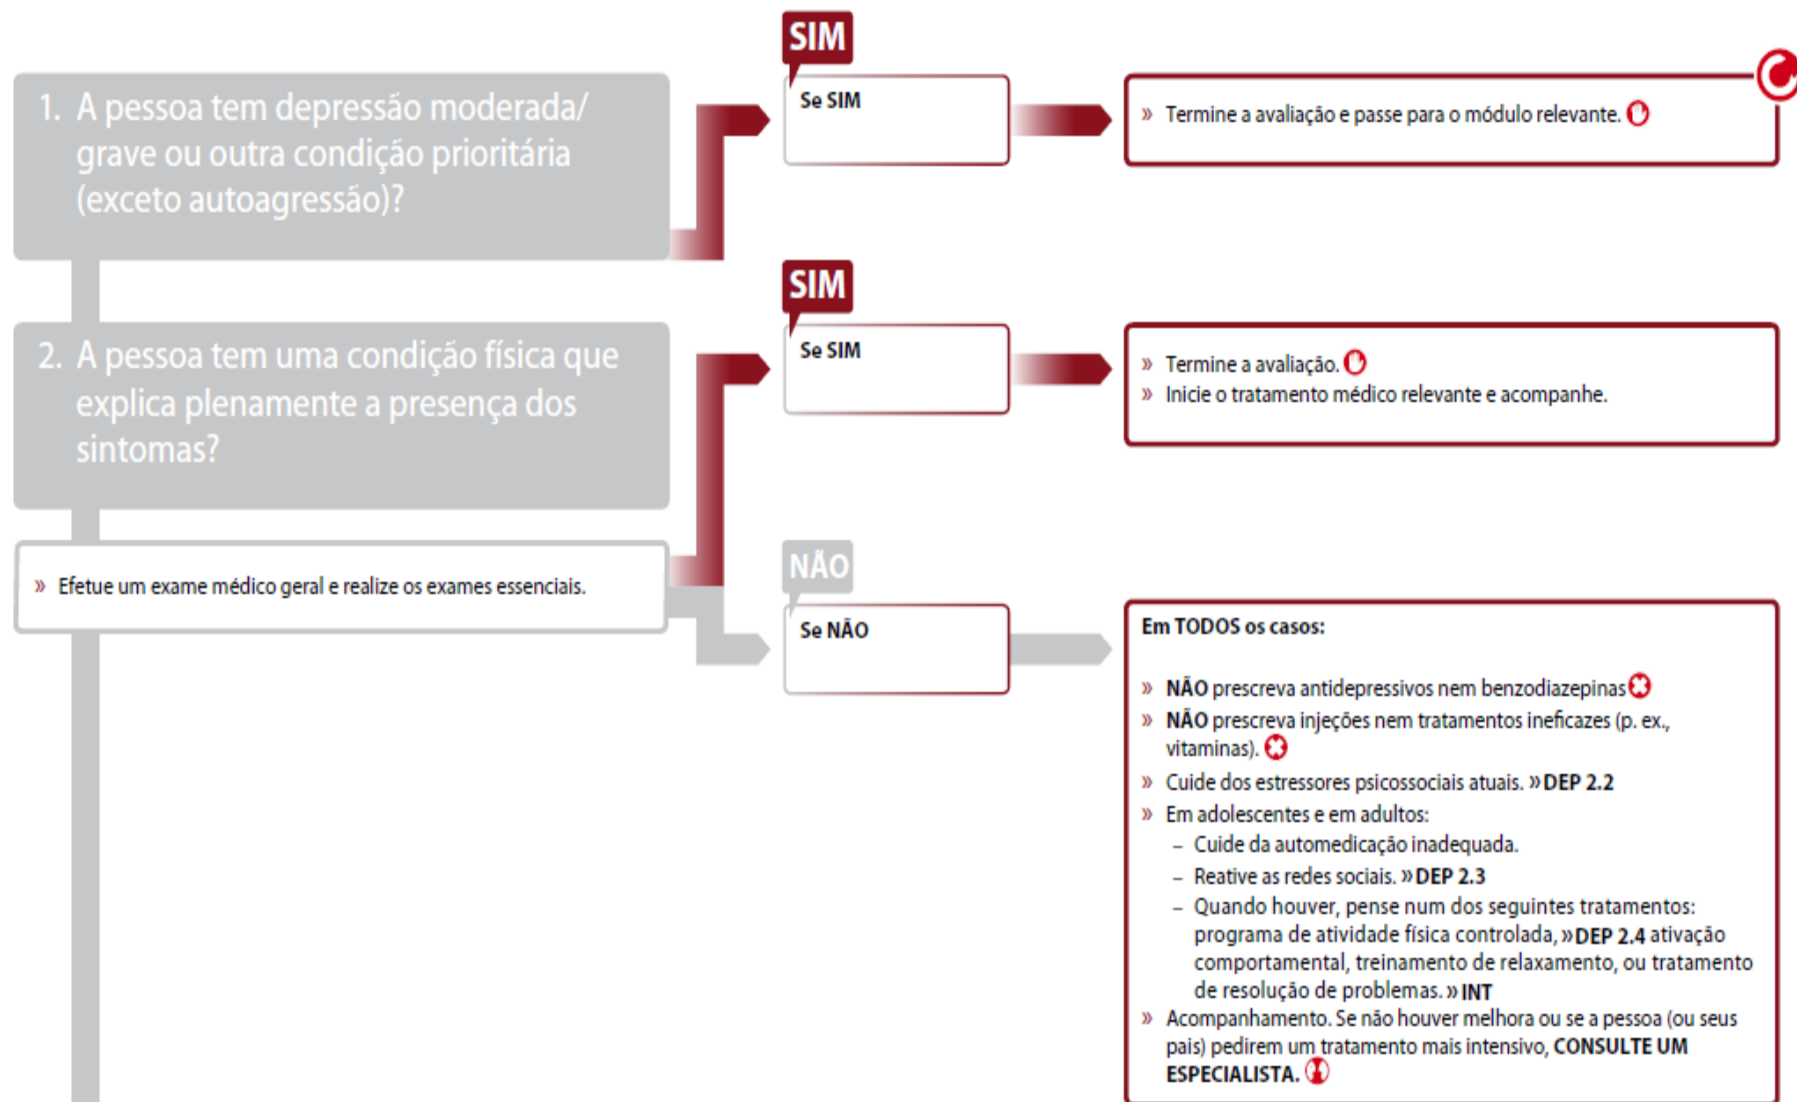 SIM
1. A pessoa tem depressão moderada/
grave ou outra condição prioritária
(exceto autoagressão)?
Se SIM
» Termine a avaliação e passe para o módulo relevante.
SIM
2. A pessoa tem uma condição física que
explica plenamente a presença dos
sintomas?
Se SIM
» Termine a avaliação.
» Inicie o tratamento médico relevante e acompanhe.
» Efetue um exame médico geral e realize os exames essenciais.
NÃO
Se NÃO
Em TODOS os casos:
» NÃO prescreva antidepressivos nem benzodiazepinas
» NÃO prescreva injeções nem tratamentos ineficazes (p. ex.,
vitaminas).
» Cuide dos estressores psicossociais atuais. » DEP 2.2
» Em adolescentes e em adultos:
– Cuide da automedicação inadequada.
– Reative as redes sociais. » DEP 2.3
– Quando houver, pense num dos seguintes tratamentos:
programa de atividade física controlada, » DEP 2.4 ativação
comportamental, treinamento de relaxamento, ou tratamento
de resolução de problemas. » INT
» Acompanhamento. Se não houver melhora ou se a pessoa (ou seus
pais) pedirem um tratamento mais intensivo, CONSULTE UM
ESPECIALISTA.